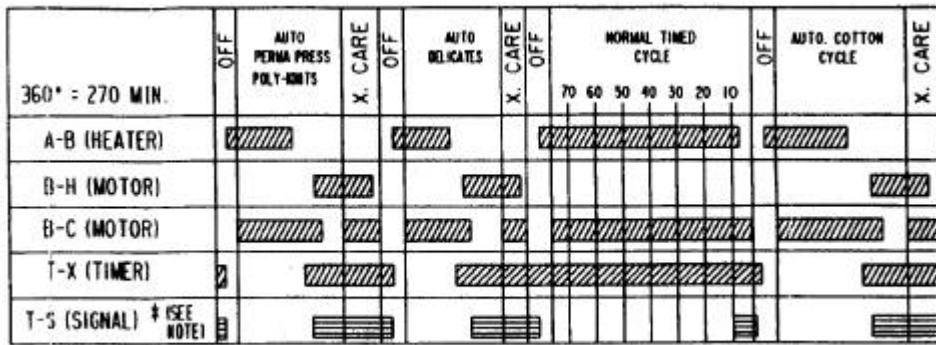 OFF
AUTO
PERMA PRESS
POLY-KNITS
X. CARE
OFF
AUTO
DELICATES
X. CARE
OFF
NORMAL TIMED
CYCLE
70 60 50 40 30 20 10
OFF
AUTO. COTTON
CYCLE
X. CARE
360° = 270 MIN.
A-B (HEATER)
B-H (MOTOR)
B-C (MOTOR)
T-X (TIMER)
T-S (SIGNAL) ‡ (SEE
NOTE)